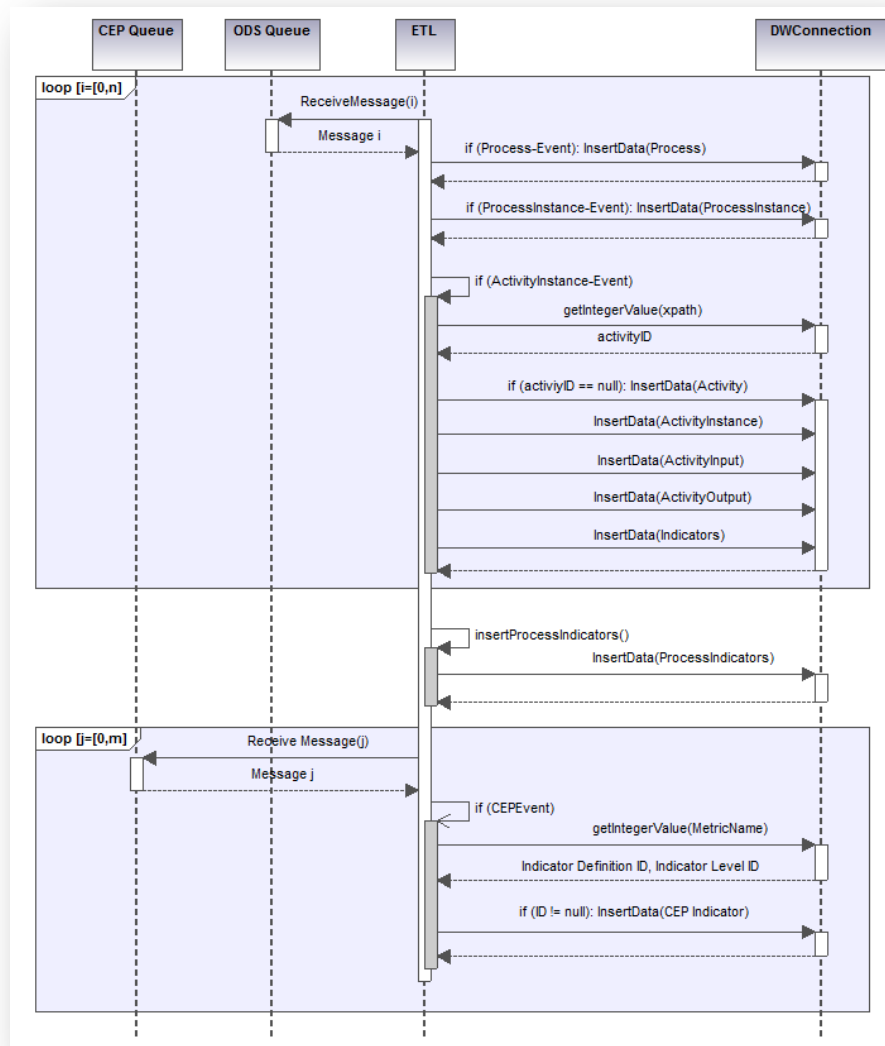 CEP Queue
ODS Queue
ETL
DWConnection
loop [i=[0,n]
ReceiveMessage(i)
Message i
if (Process-Event): InsertData(Process)
if (ProcessInstance-Event): InsertData(ProcessInstance)
if (ActivityInstance-Event)
getIntegerValue(xpath)
activityID
if (activiyID == null): InsertData(Activity)
InsertData(ActivityInstance)
InsertData(ActivityInput)
InsertData(ActivityOutput)
InsertData(Indicators)
insertProcessIndicators()
InsertData(ProcessIndicators)
loop [j=[0,m]
Receive Message(j)
Message j
if (CEPEvent)
getIntegerValue(MetricName)
Indicator Definition ID, Indicator Level ID
if (ID != null): InsertData(CEP Indicator)